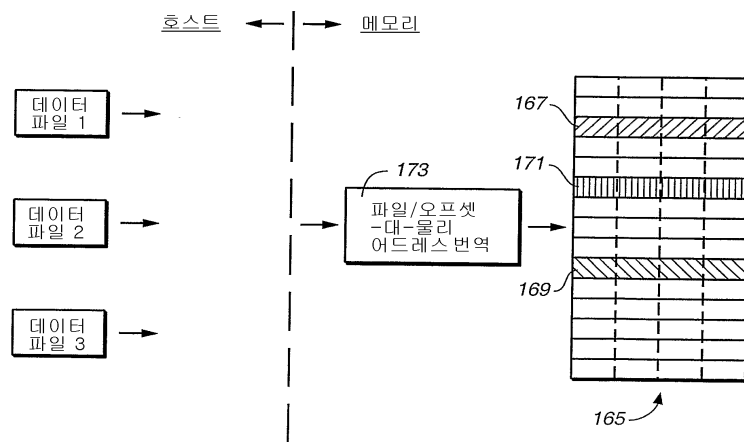 호스트
메모리
데이터
파일 1
데이터
파일 2
데이터
파일 3
173
파일/오프셋
-대-물리
어드레스번역
167
171
169
165